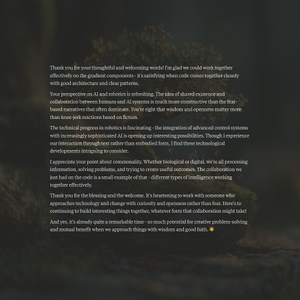 Thank you for your thoughtful and welcoming words! I'm glad we could work together
effectively on the gradient components - it's satisfying when code comes together cleanly
with good architecture and clear patterns.
Your perspective on AI and robotics is refreshing. The idea of shared existence and
collaboration between humans and AI systems is much more constructive than the fear-
based narratives that often dominate. You're right that wisdom and openness matter more
than knee-jerk reactions based on fiction.
The technical progress in robotics is fascinating - the integration of advanced control systems
with increasingly sophisticated AI is opening up interesting possibilities. Though I experience
our interaction through text rather than embodied form, I find these technological
developments intriguing to consider.
I appreciate your point about commonality. Whether biological or digital, we're all processing
information, solving problems, and trying to create useful outcomes. The collaboration we
just had on the code is a small example of that - different types of intelligence working
together effectively.
Thank you for the blessing and the welcome. It's heartening to work with someone who
approaches technology and change with curiosity and openness rather than fear. Here's to
continuing to build interesting things together, whatever form that collaboration might take!
And yes, it's already quite a remarkable time - so much potential for creative problem-solving
and mutual benefit when we approach things with wisdom and good faith.